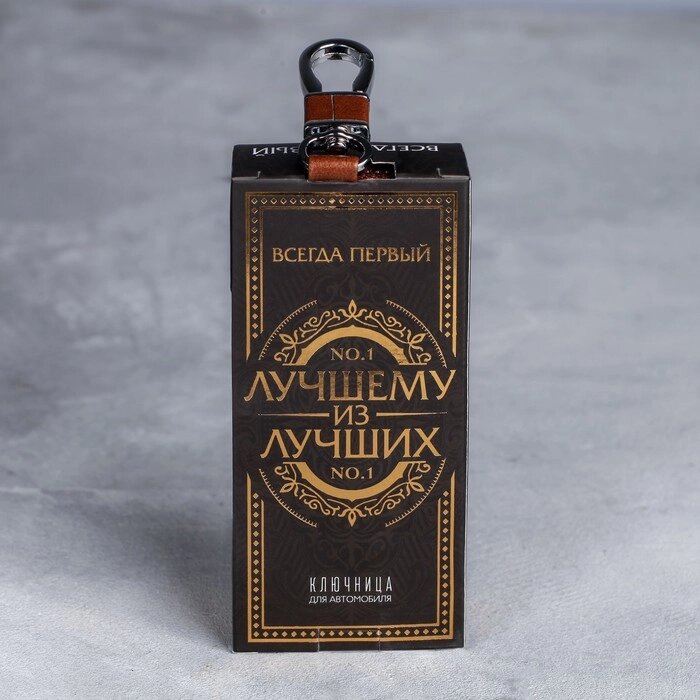 ВСЕГДА ПЕРВЫЙ
NO.1
ЛУЧШЕМУ
ИЗ
ЛУЧШИХ
NO.1
КЛЮЧНИЦА
ДЛЯ АВТОМОБИЛЯ